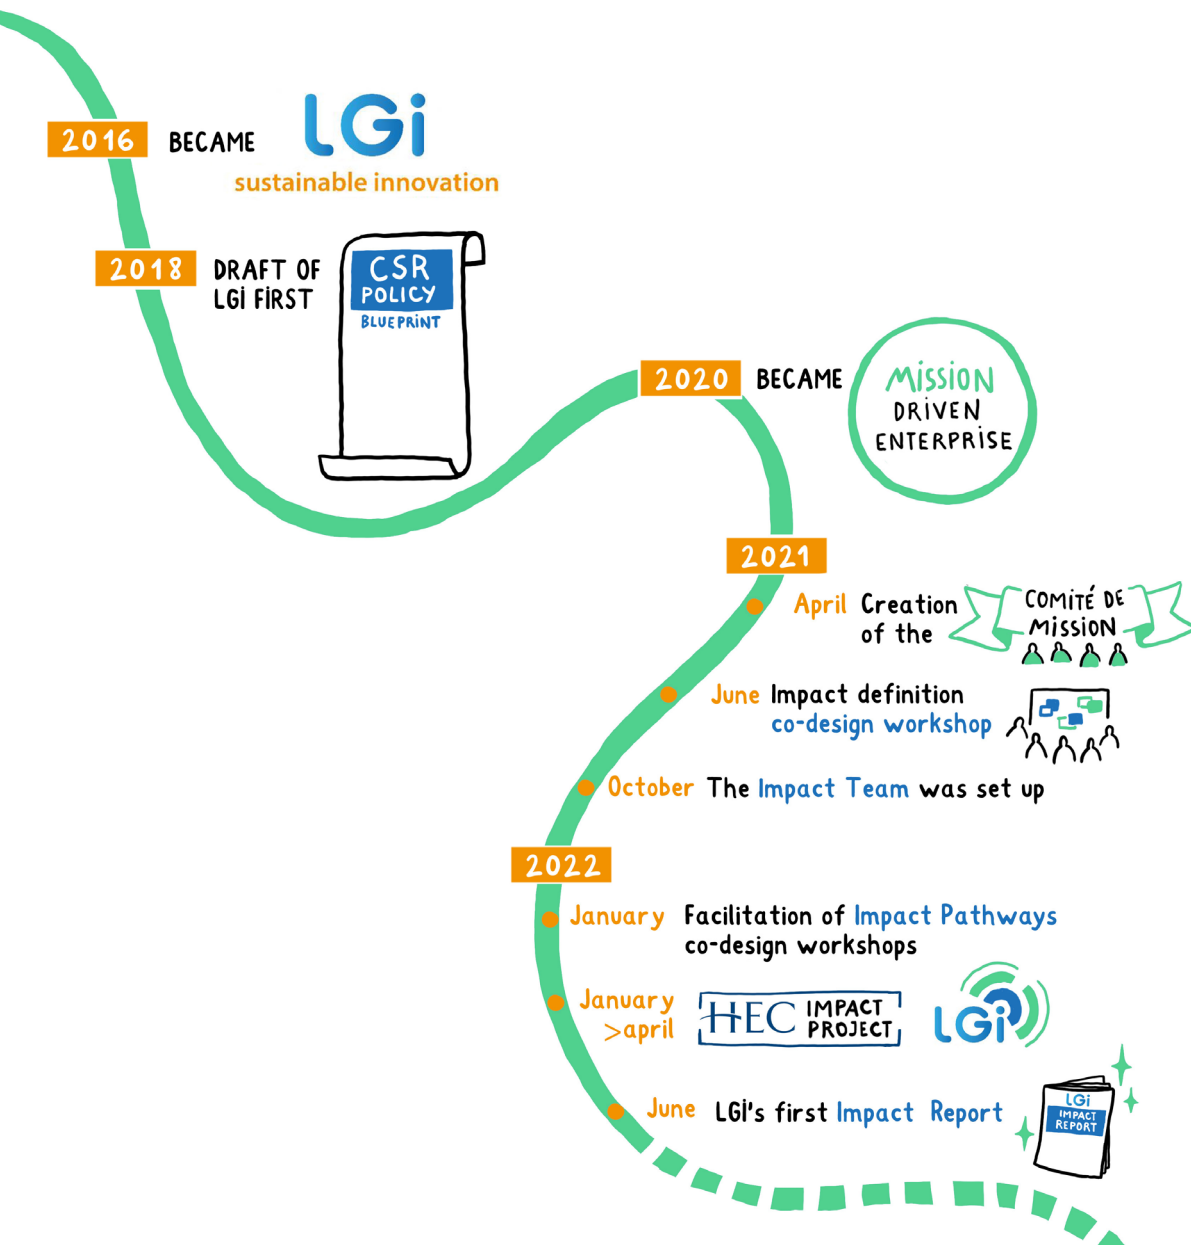 2016 BECAME LGi
sustainable innovation
2018 DRAFT OF
LGi FIRST
CSR
POLICY
BLUEPRINT
2020 BECAME
MISSION
DRIVEN
ENTERPRISE
2021
April Creation
of the
COMITÉ DE
MISSION
June Impact definition
co-design workshop
October The Impact Team was set up
2022
January Facilitation of Impact Pathways
co-design workshops
January
>april
HEC IMPACT
PROJECT
LGi
June LGi's first Impact Report
LGi
IMPACT
REPORT